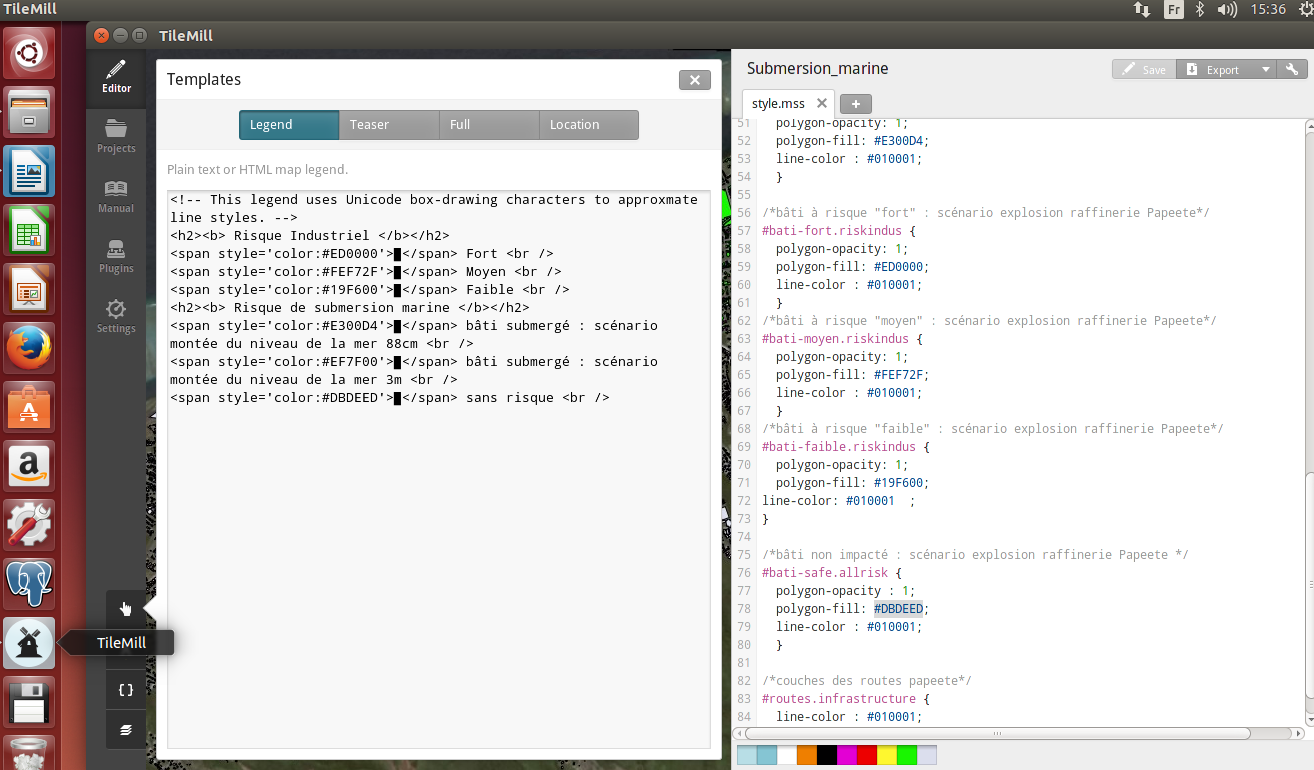 TileMill
Fr
15:36
TileMill
Editor
Projects
Manual
Plugins
Settings
TileMill
Templates
Legend
Teaser
Full
Location
Plain text or HTML map legend.
<!-- This legend uses Unicode box-drawing characters to approxmate
line styles. -->
<h2><b> Risque Industriel </b></h2>
<span style='color:#ED0000'>█</span> Fort <br />
<span style='color:#FEF72F'>█</span> Moyen <br />
<span style='color:#19F600'>█</span> Faible <br />
<h2><b> Risque de submersion marine </b></h2>
<span style='color:#E300D4'>█</span> bâti submergé : scénario
montée du niveau de la mer 88cm <br />
<span style='color:#EF7F00'>█</span> bâti submergé : scénario
montée du niveau de la mer 3m <br />
<span style='color:#DBDEED'>█</span> sans risque <br />
Submersion_marine
Save
Export
style.mss
51 polygon-opacity: 1;
52 polygon-fill: #E300D4;
53 line-color : #010001;
54 }
55
56 /*bâti à risque "fort" : scénario explosion raffinerie Papeete*/
57 #bati-fort.riskindus {
58 polygon-opacity: 1;
59 polygon-fill: #ED0000;
60 line-color : #010001;
61 }
62 /*bâti à risque "moyen" : scénario explosion raffinerie Papeete*/
63 #bati-moyen.riskindus {
64 polygon-opacity: 1;
65 polygon-fill: #FEF72F;
66 line-color : #010001;
67 }
68 /*bâti à risque "faible" : scénario explosion raffinerie Papeete*/
69 #bati-faible.riskindus {
70 polygon-opacity: 1;
71 polygon-fill: #19F600;
72 line-color: #010001  ;
73 }
74
75 /*bâti non impacté : scénario explosion raffinerie Papeete */
76 #bati-safe.allrisk {
77 polygon-opacity : 1;
78 polygon-fill: #DBDEED;
79 line-color : #010001;
80 }
81
82 /*couches des routes papeete*/
83 #routes.infrastructure {
84 line-color : #010001;